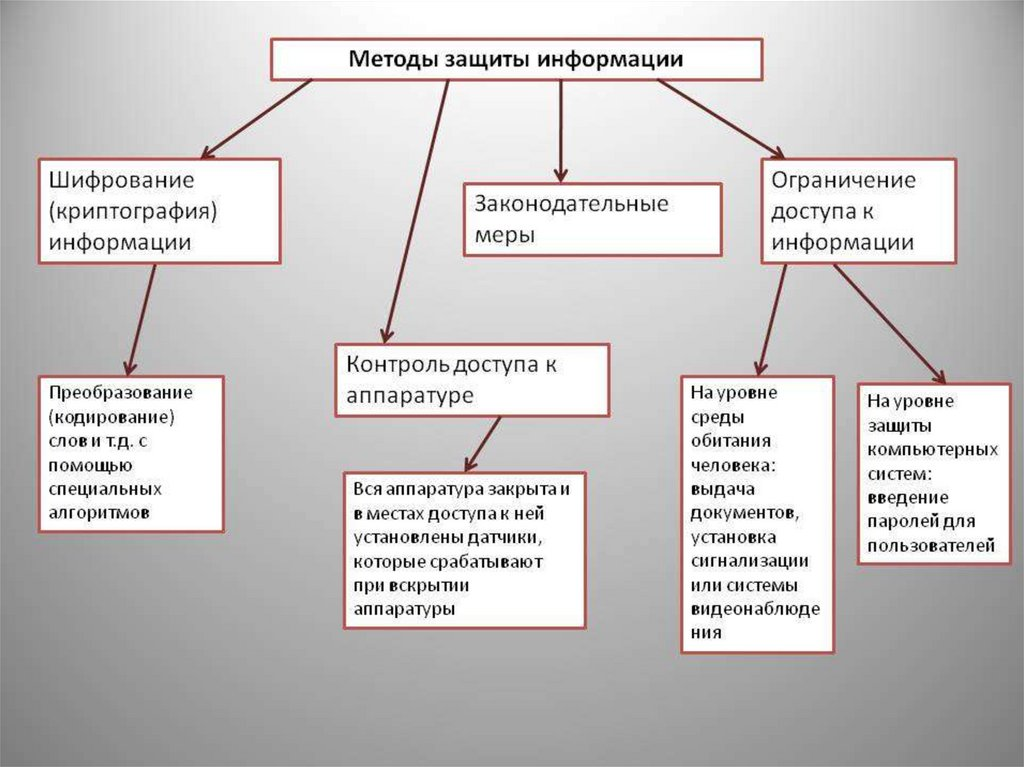 Методы защиты информации
Шифрование
(криптография)
информации
Законодательные
меры
Ограничение
доступа к
информации
Контроль доступа к
аппаратуре
Преобразование
(кодирование)
слов и т.д. с
помощью
специальных
алгоритмов
Вся аппаратура закрыта и
в местах доступа к ней
установлены датчики,
которые срабатывают
при вскрытии
аппаратуры
На уровне
среды
обитания
человека:
выдача
документов,
установка
сигнализации
или системы
видеонаблюде
ния
На уровне
защиты
компьютерных
систем:
введение
паролей для
пользователей